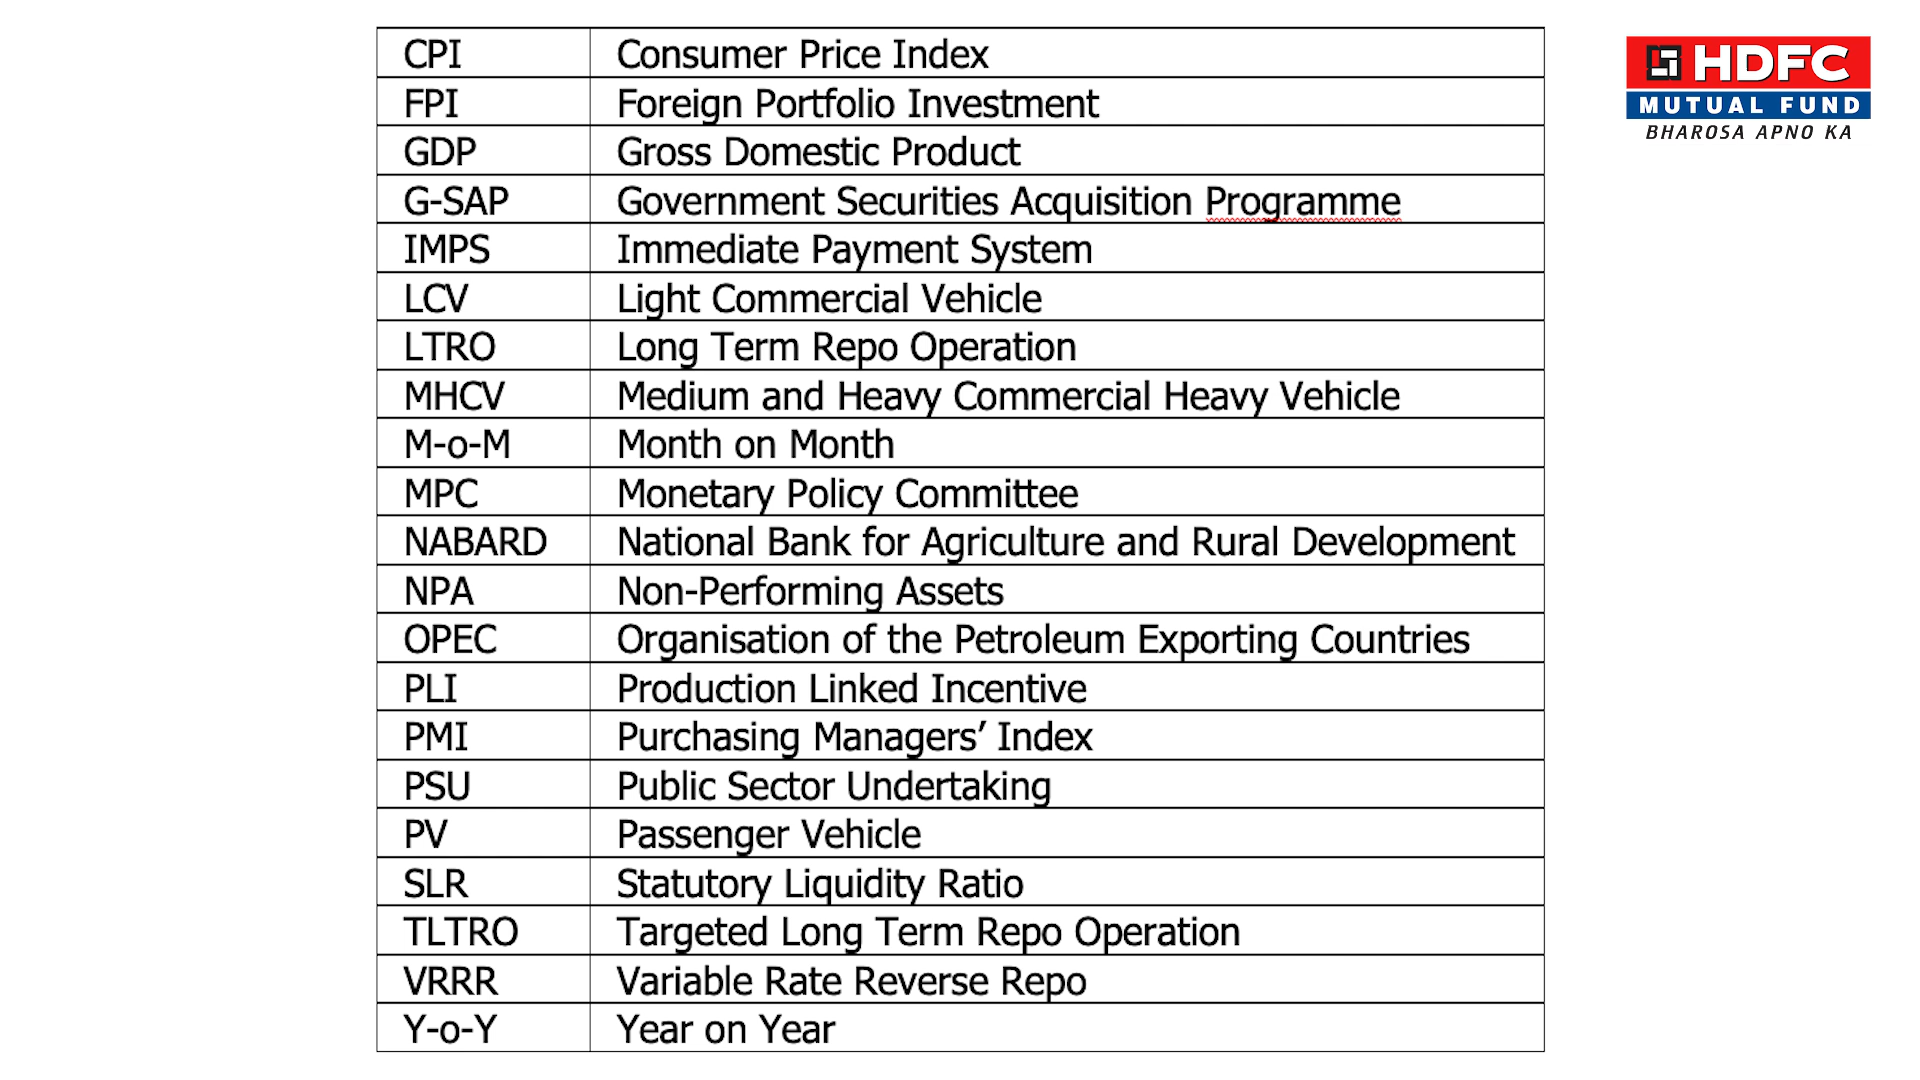 CPI Consumer Price Index
FPI Foreign Portfolio Investment
GDP Gross Domestic Product
G-SAP Government Securities Acquisition Programme
IMPS Immediate Payment System
LCV Light Commercial Vehicle
LTRO Long Term Repo Operation
MHCV Medium and Heavy Commercial Heavy Vehicle
M-o-M Month on Month
MPC Monetary Policy Committee
NABARD National Bank for Agriculture and Rural Development
NPA Non-Performing Assets
OPEC Organisation of the Petroleum Exporting Countries
PLI Production Linked Incentive
PMI Purchasing Managers’ Index
PSU Public Sector Undertaking
PV Passenger Vehicle
SLR Statutory Liquidity Ratio
TLTRO Targeted Long Term Repo Operation
VRRR Variable Rate Reverse Repo
Y-o-Y Year on Year
HDFC
MUTUAL FUND
BHAROSA APNO KA